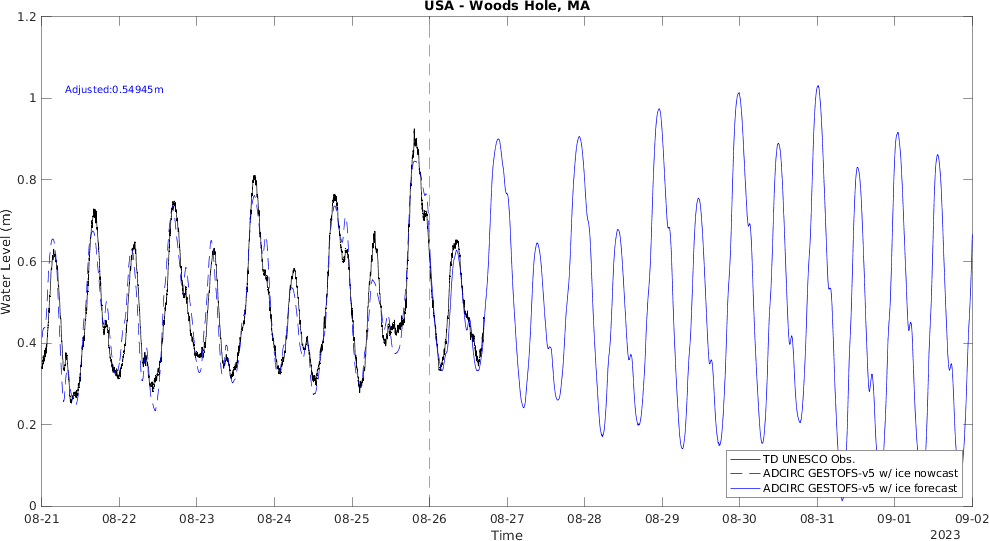 USA - Woods Hole, MA
1.2
1
0.8
0.6
0.4
0.2
0
Water Level (m)
Adjusted:0.54945m
TD UNESCO Obs.
ADCIRC GESTOFS-v5 w/ ice nowcast
ADCIRC GESTOFS-v5 w/ ice forecast
08-21 08-22 08-23 08-24 08-25 08-26 08-27 08-28 08-29 08-30 08-31 09-01 09-02
Time
2023